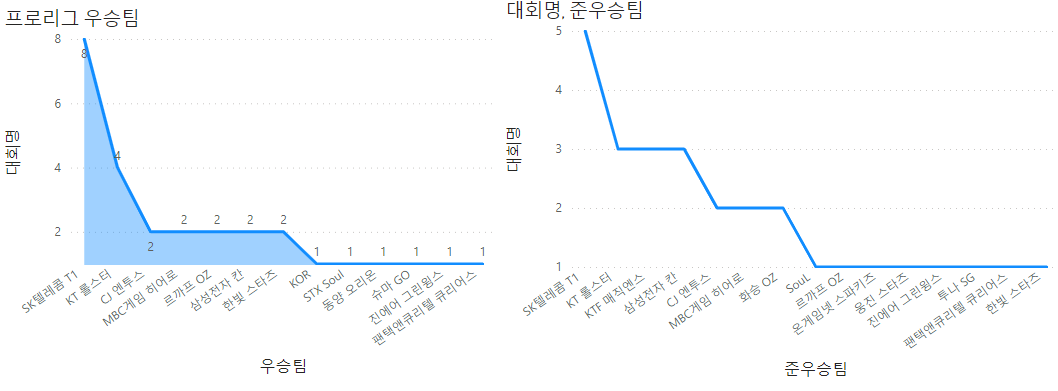 프로리그 우승팀
대회명
8
6
4
2
8
4
2
2
2
2
2
1
1
1
1
1
1
SK텔레콤 T1
KT 롤스터
CJ 엔투스
MBC게임 히어로
르까프 OZ
삼성전자 칸
한빛 스타즈
KOR
STX Soul
동양 오리온
슈마 GO
진에어 그린윙스
팬택앤큐리텔 큐리어스
우승팀
대회명, 준우승팀
대회명
5
4
3
2
1
SK텔레콤 T1
KT 롤스터
KTF 매직엔스
삼성전자 칸
CJ 엔투스
MBC게임 히어로
화승 OZ
SouL
르까프 OZ
온게임넷 스파키즈
웅진 스타즈
진에어 그린윙스
투나 SG
팬택앤큐리텔 큐리어스
한빛 스타즈
준우승팀